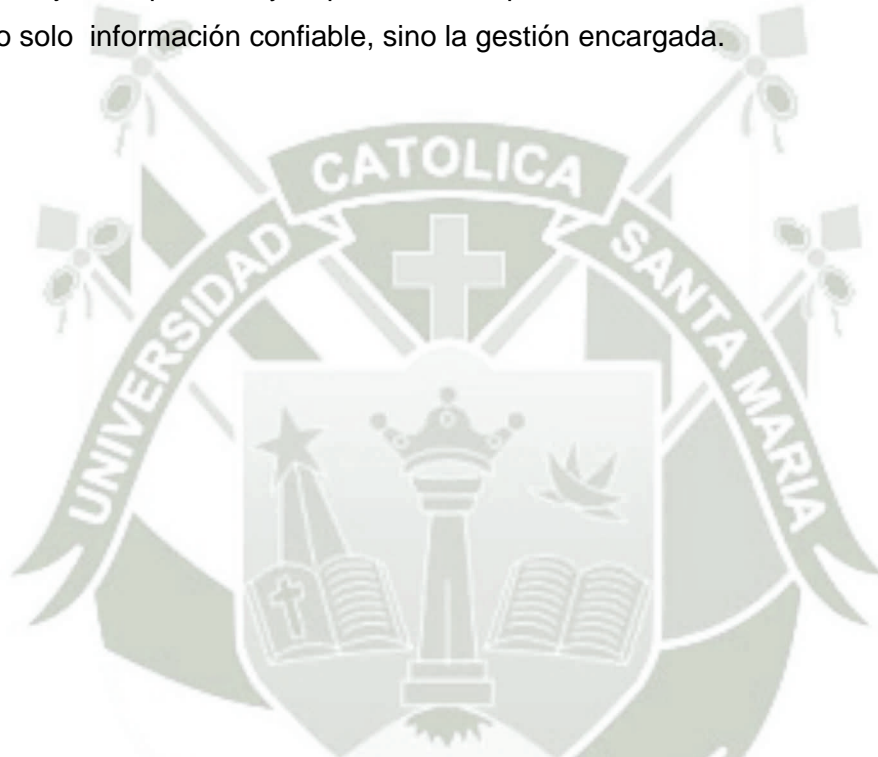 o solo información confiable, sino la gestión encargada.
CATOLICA
UNIVERSIDAD
SANTA MARIA